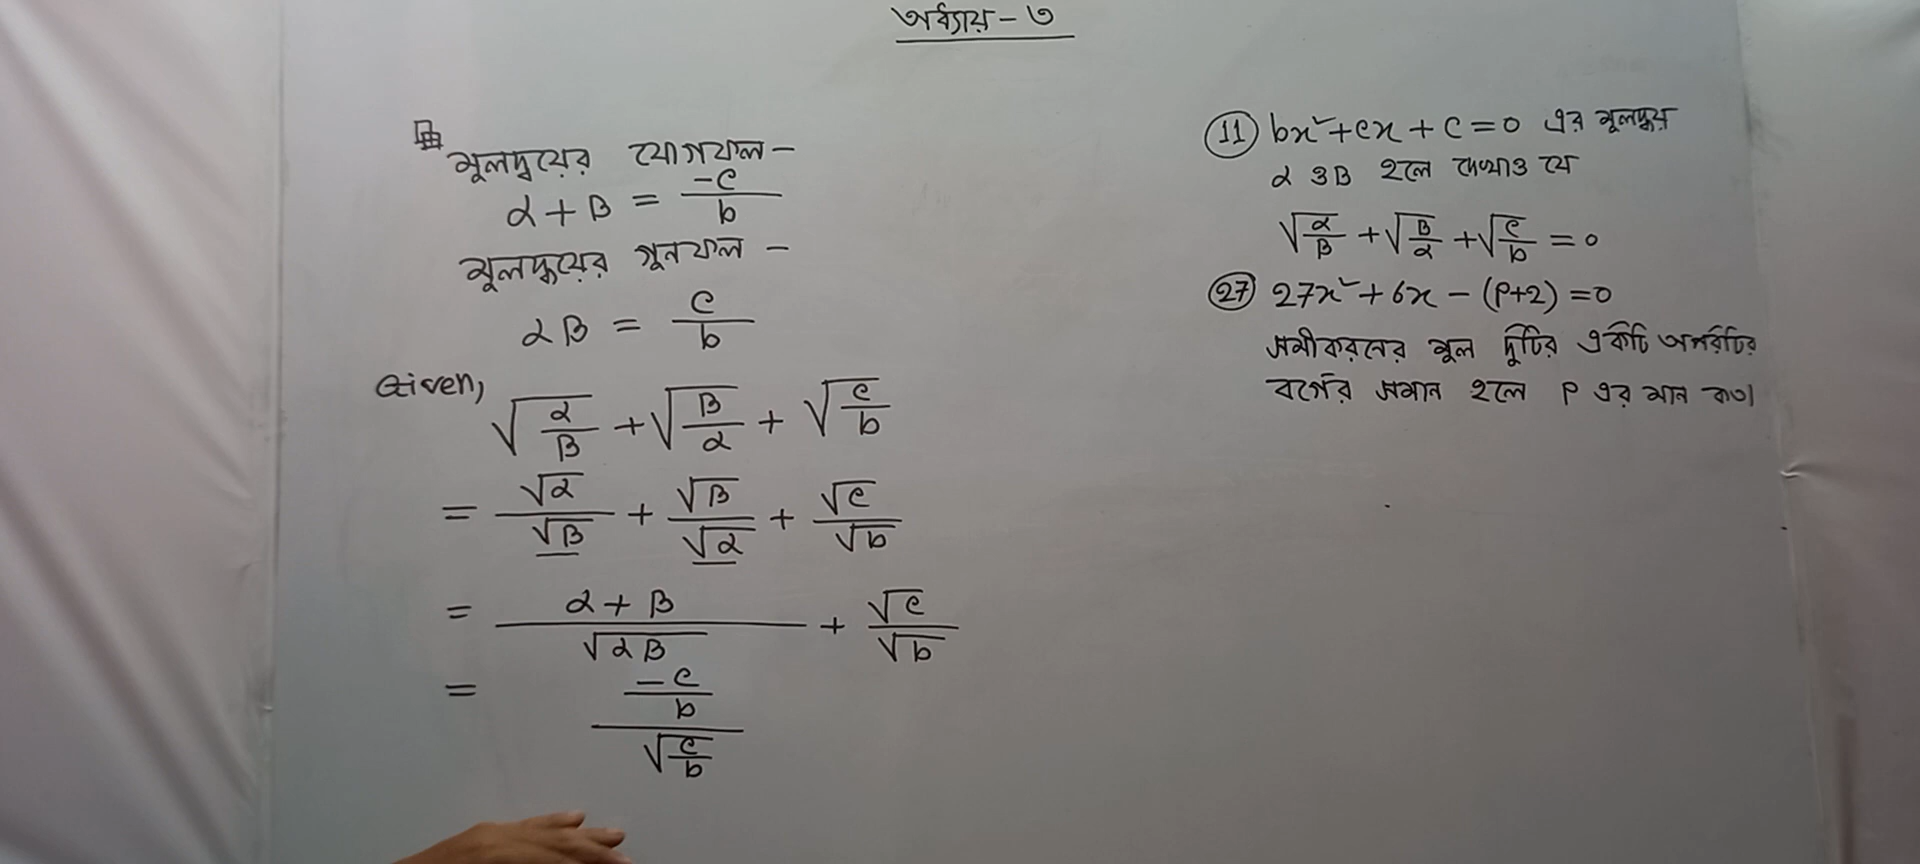 অধ্যায় - ৩
মূলদ্বয়ের যোগফল -
α + β = -c/b
মূলদ্বয়ের গুনফল -
αβ = c/b
Given,
√(α/β) + √(β/α) + √(c/b)
= √α/√β + √β/√α + √c/√b
= (α + β)/√(αβ) + √c/√b
= (-c/b)/√(c/b)
(11) bx² + cx + c = 0 এর মূলদ্বয়
α ও β হলে দেখাও যে
√(α/β) + √(β/α) + √(c/b) = 0
(27) 27x² + 6x - (P+2) = 0
সমীকরনের মূল দুটির একটি অপরটির
বর্গের সমান হলে P এর মান কত।